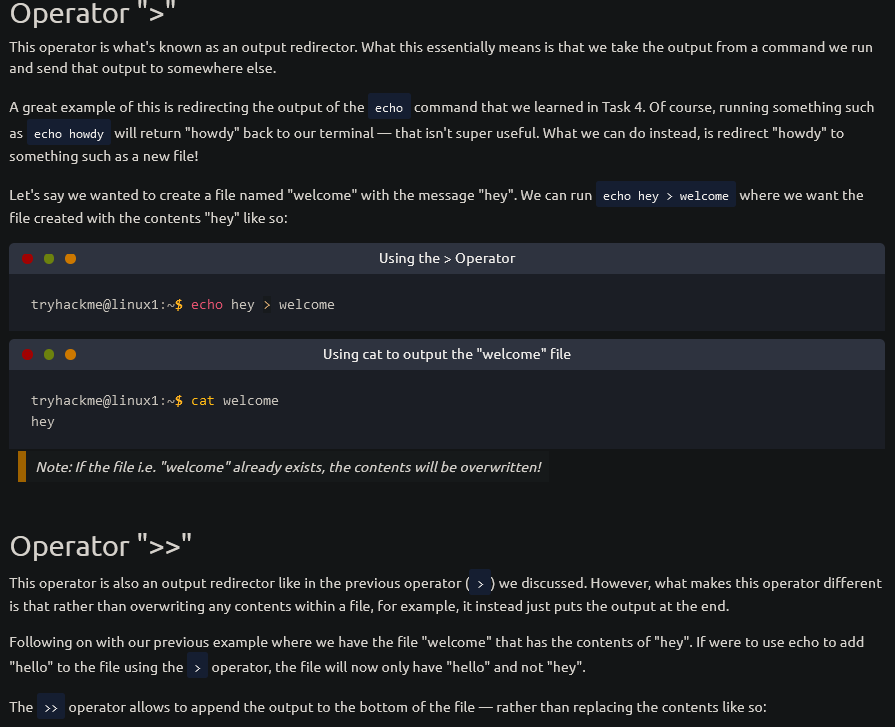 Operator ">"
This operator is what's known as an output redirector. What this essentially means is that we take the output from a command we run
and send that output to somewhere else.
A great example of this is redirecting the output of the echo command that we learned in Task 4. Of course, running something such
as echo howdy will return "howdy" back to our terminal — that isn't super useful. What we can do instead, is redirect "howdy" to
something such as a new file!
Let's say we wanted to create a file named "welcome" with the message "hey". We can run echo hey > welcome where we want the
file created with the contents "hey" like so:
Using the > Operator
tryhackme@linux1:~$ echo hey > welcome
Using cat to output the "welcome" file
tryhackme@linux1:~$ cat welcome
hey
Note: If the file i.e. "welcome" already exists, the contents will be overwritten!
Operator ">>"
This operator is also an output redirector like in the previous operator ( > ) we discussed. However, what makes this operator different
is that rather than overwriting any contents within a file, for example, it instead just puts the output at the end.
Following on with our previous example where we have the file "welcome" that has the contents of "hey". If were to use echo to add
"hello" to the file using the > operator, the file will now only have "hello" and not "hey".
The >> operator allows to append the output to the bottom of the file — rather than replacing the contents like so: